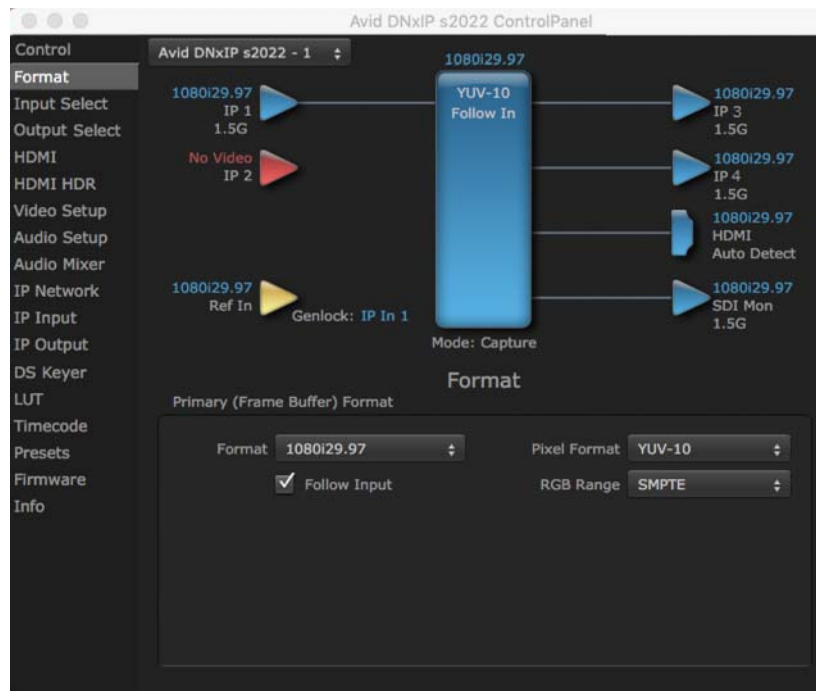 Avid DNxIP s2022 ControlPanel
Control
Format
Input Select
Output Select
HDMI
HDMI HDR
Video Setup
Audio Setup
Audio Mixer
IP Network
IP Input
IP Output
DS Keyer
LUT
Timecode
Presets
Firmware
Info
Avid DNxIP s2022 - 1
1080i29.97
IP 1
1.5G
No Video
IP 2
1080i29.97
Ref In
Genlock: IP In 1
1080i29.97
YUV-10
Follow In
Mode: Capture
1080i29.97
IP 3
1.5G
1080i29.97
IP 4
1.5G
1080i29.97
HDMI
Auto Detect
1080i29.97
SDI Mon
1.5G
Format
Primary (Frame Buffer) Format
Format 1080i29.97
Follow Input
Pixel Format YUV-10
RGB Range SMPTE